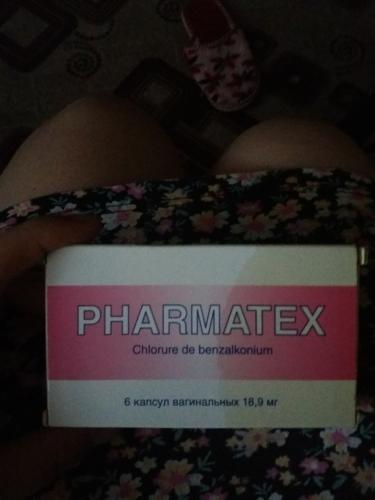 PHARMATEX
Chlorure de benzalkonium
6 капсул вагинальных 18,9 мг